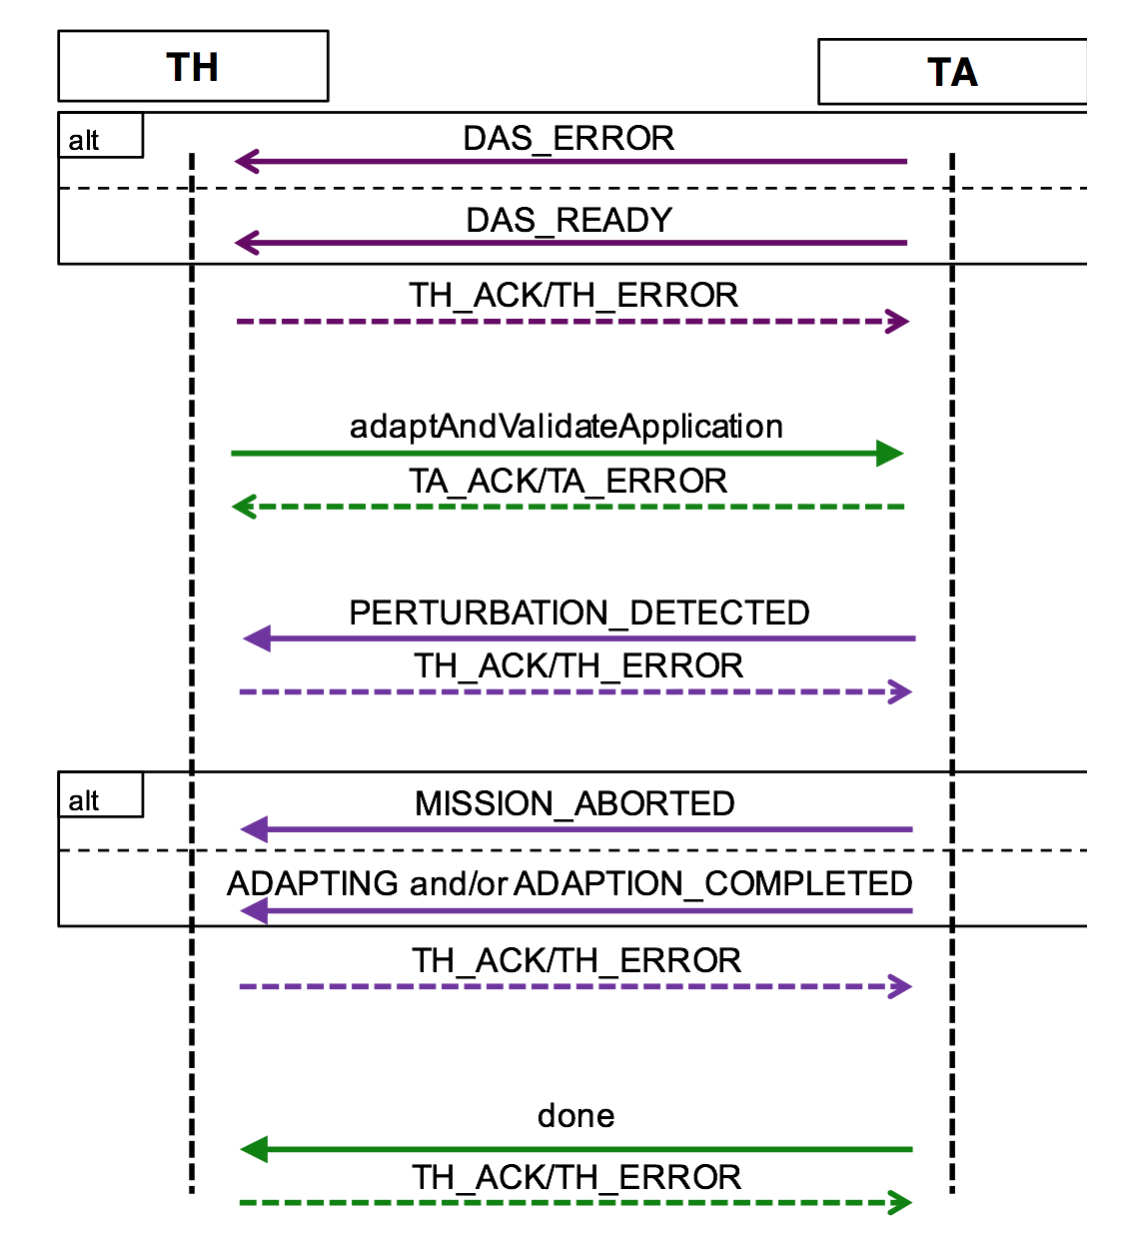 TH
TA
alt
DAS_ERROR
DAS_READY
TH_ACK/TH_ERROR
adaptAndValidateApplication
TA_ACK/TA_ERROR
PERTURBATION_DETECTED
TH_ACK/TH_ERROR
alt
MISSION_ABORTED
ADAPTING and/or ADAPTION_COMPLETED
TH_ACK/TH_ERROR
done
TH_ACK/TH_ERROR